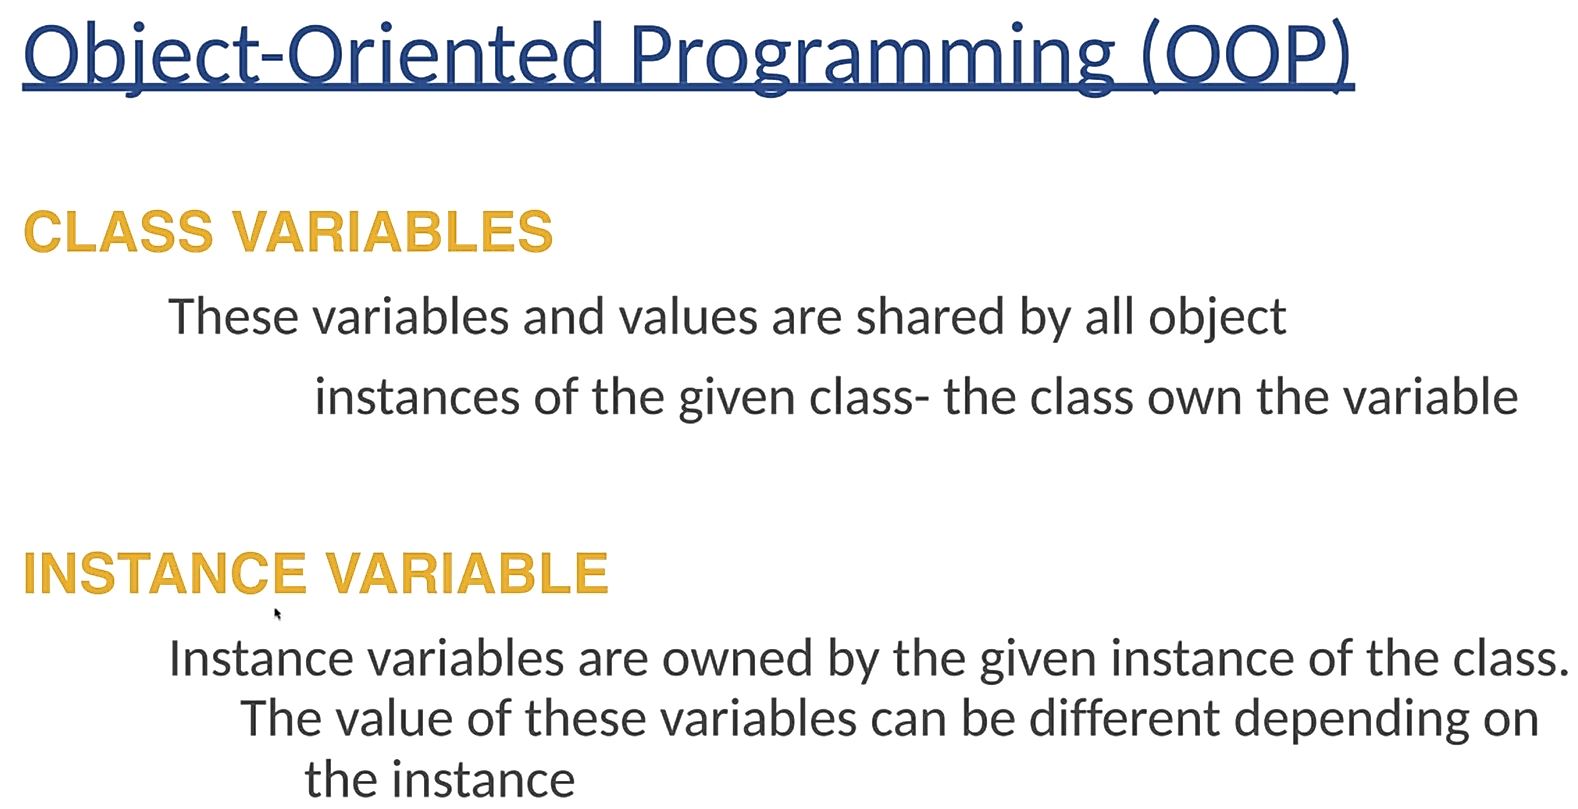 Object-Oriented Programming (OOP)
CLASS VARIABLES
These variables and values are shared by all object
instances of the given class- the class own the variable
INSTANCE VARIABLE
Instance variables are owned by the given instance of the class.
The value of these variables can be different depending on
the instance